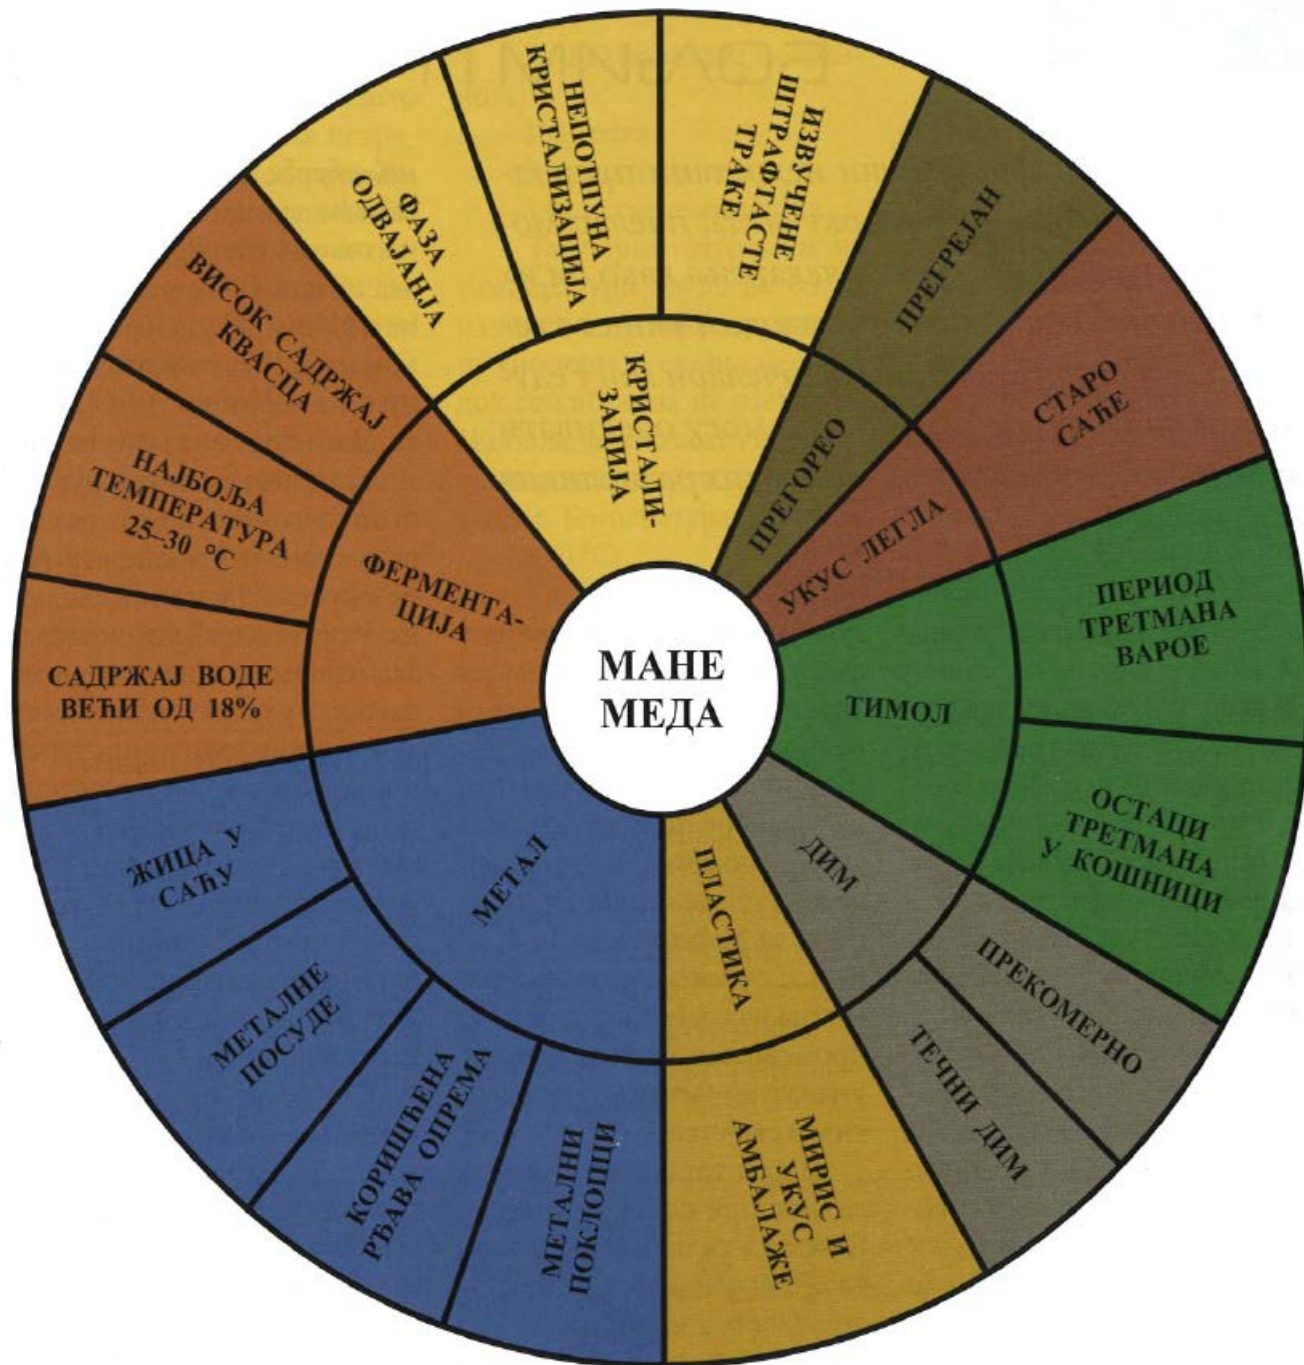 МАНЕ
МЕДА
КРИСТАЛИ-
ЗАЦИЈА
ФАЗА
ОДВАЈАЊА
НЕПОТПУНА
КРИСТАЛИЗАЦИЈА
ИЗВУЧЕНЕ
ШТРАФТАСТЕ
ТРАКЕ
ПРЕГОРЕО
ПРЕГРЕЈАН
УКУС ЛЕГЛА
СТАРО
САЋЕ
ТИМОЛ
ПЕРИОД
ТРЕТМАНА
ВАРОЕ
ОСТАЦИ
ТРЕТМАНА
У КОШНИЦИ
ДИМ
ПРЕКОМЕРНО
ТЕЧНИ ДИМ
ПЛАСТИКА
МИРИС И
УКУС
АМБАЛАЖЕ
МЕТАЛ
МЕТАЛНИ
ПОКЛОПЦИ
КОРИШЋЕНА
РЂАВА ОПРЕМА
МЕТАЛНЕ
ПОСУДЕ
ЖИЦА У
САЋУ
ФЕРМЕНТА-
ЦИЈА
САДРЖАЈ ВОДЕ
ВЕЋИ ОД 18%
НАЈБОЉА
ТЕМПЕРАТУРА
25–30 °C
ВИСОК САДРЖАЈ
КВАСЦА